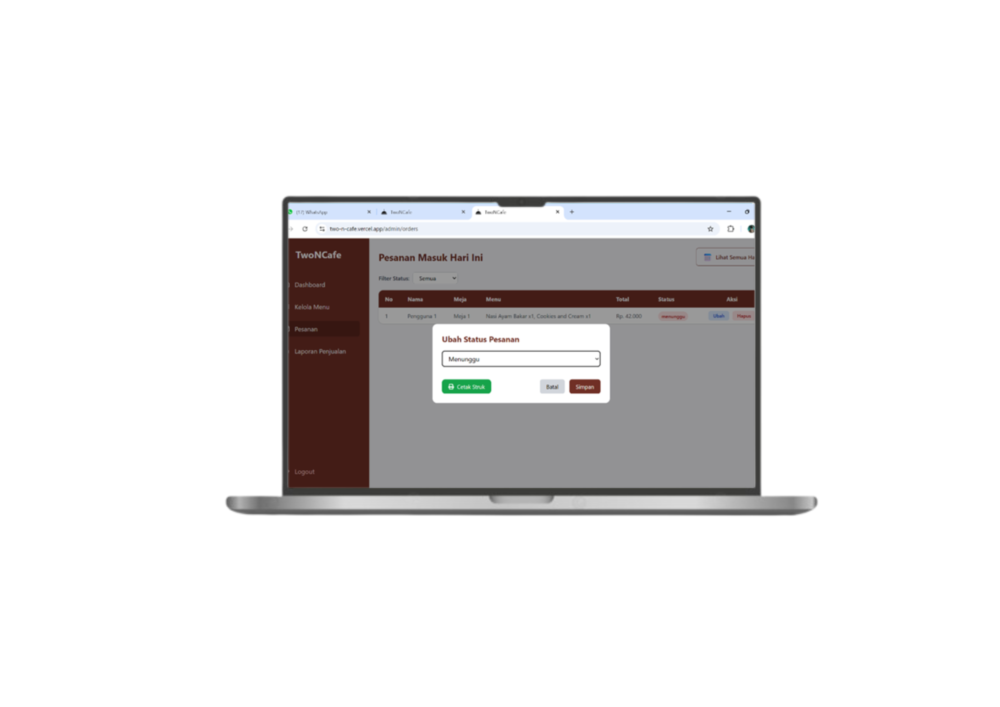 (17) WhatsApp TwoNCafe TwoNCafe
two-n-cafe.vercel.app/admin/orders
TwoNCafe
Dashboard
Kelola Menu
Pesanan
Laporan Penjualan
Logout
Pesanan Masuk Hari Ini
Lihat Semua Ha
Filter Status: Semua
No Nama Meja Menu Total Status Aksi
1 Pengguna 1 Meja 1 Nasi Ayam Bakar x1, Cookies and Cream x1 Rp. 42.000 menunggu Ubah Hapus
Ubah Status Pesanan
Menunggu
Cetak Struk Batal Simpan